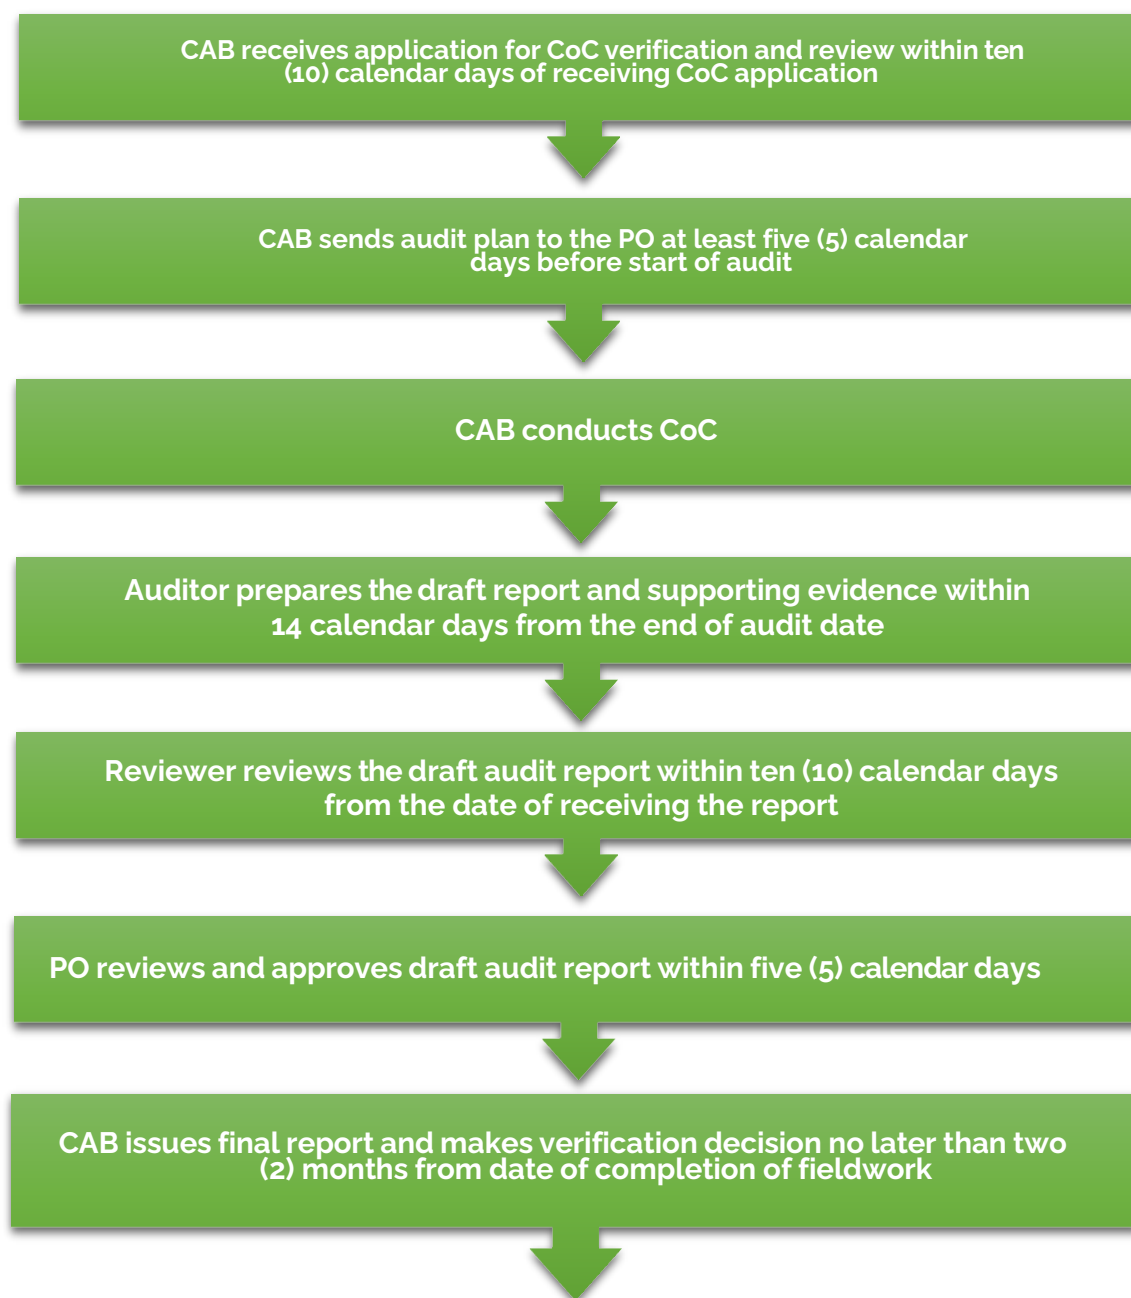 CAB receives application for CoC verification and review within ten
(10) calendar days of receiving CoC application
CAB sends audit plan to the PO at least five (5) calendar
days before start of audit
CAB conducts CoC
Auditor prepares the draft report and supporting evidence within
14 calendar days from the end of audit date
Reviewer reviews the draft audit report within ten (10) calendar days
from the date of receiving the report
PO reviews and approves draft audit report within five (5) calendar days
CAB issues final report and makes verification decision no later than two
(2) months from date of completion of fieldwork